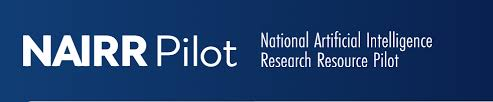 NAIRR Pilot
National Artificial Intelligence
Research Resource Pilot